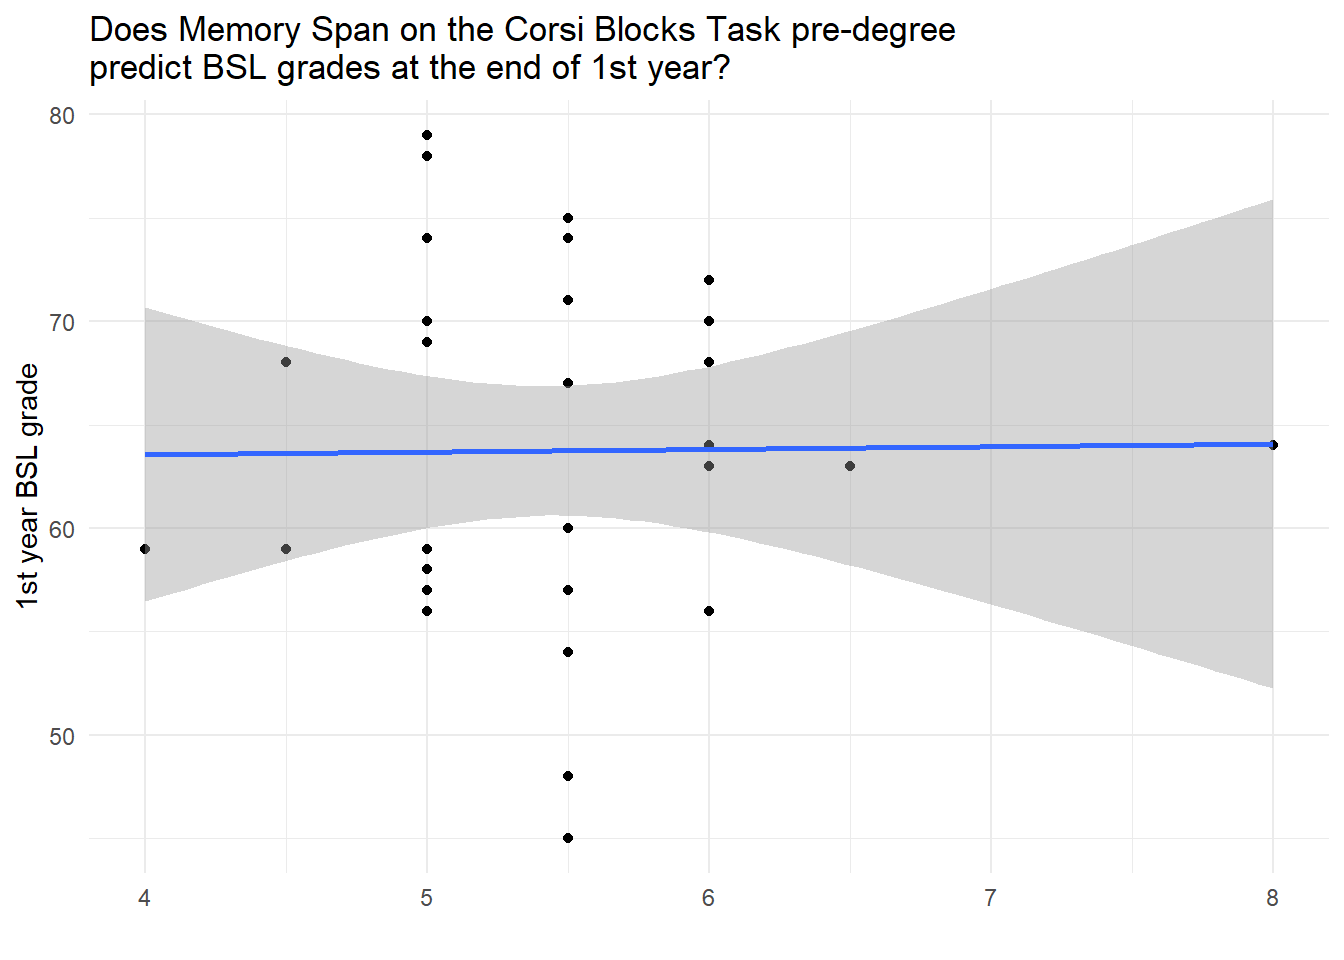 Does Memory Span on the Corsi Blocks Task pre-degree
predict BSL grades at the end of 1st year?
80
70
60
50
1st year BSL grade
4 5 6 7 8